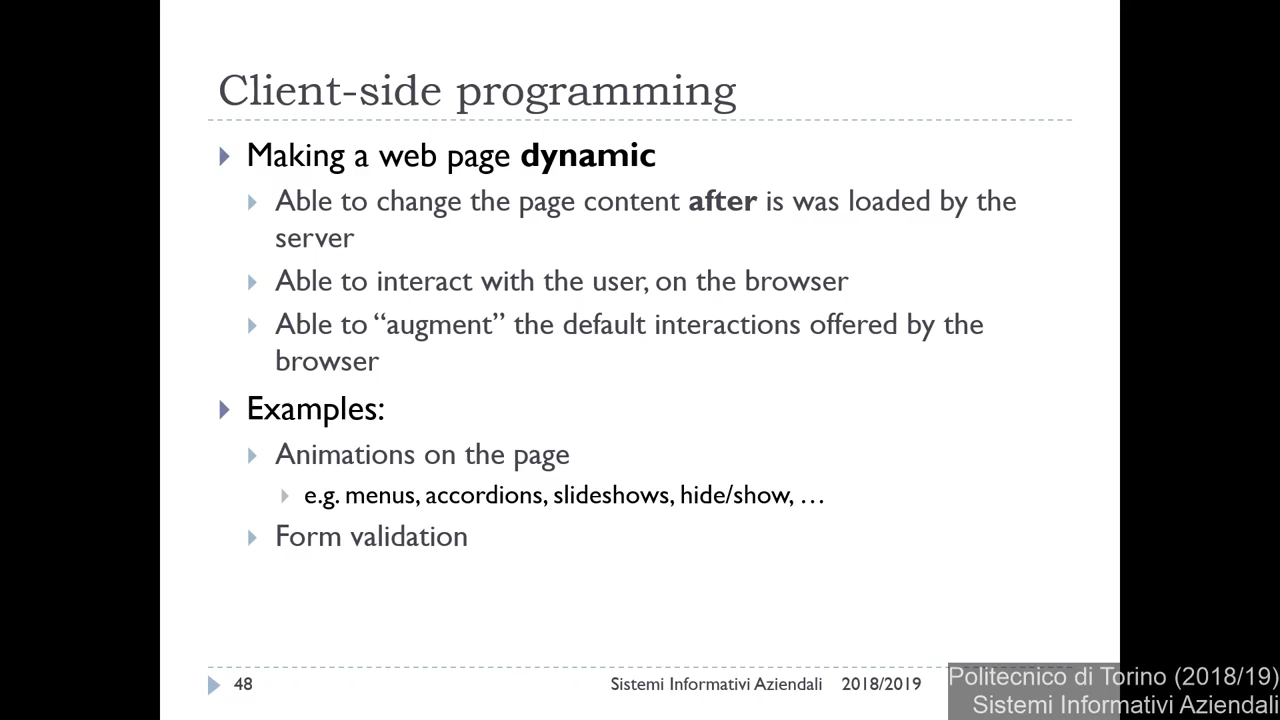 Client-side programming
Making a web page dynamic
Able to change the page content after is was loaded by the
server
Able to interact with the user, on the browser
Able to “augment” the default interactions offered by the
browser
Examples:
Animations on the page
e.g. menus, accordions, slideshows, hide/show, …
Form validation
48
Sistemi Informativi Aziendali 2018/2019
Politecnico di Torino (2018/19)
Sistemi Informativi Aziendali